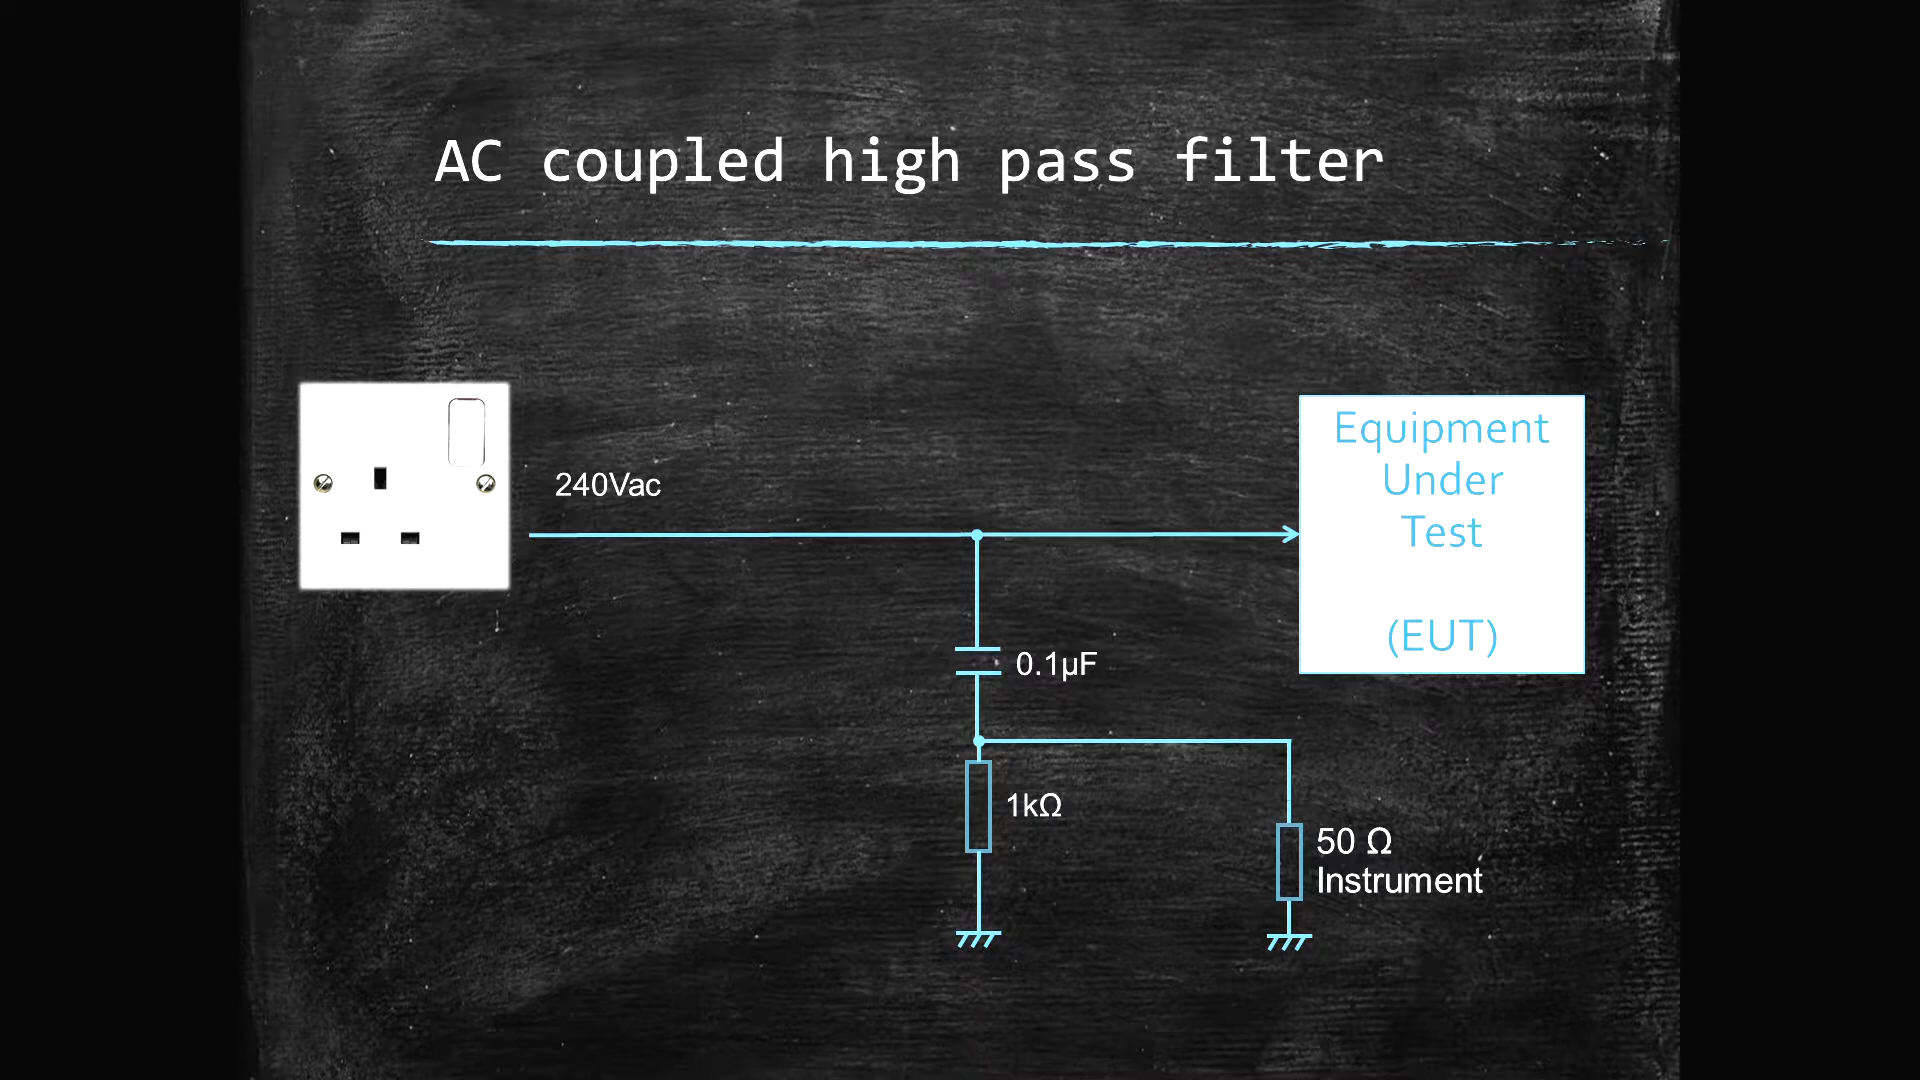 AC coupled high pass filter
240Vac
Equipment
Under
Test
(EUT)
0.1µF
1kΩ
50 Ω
Instrument